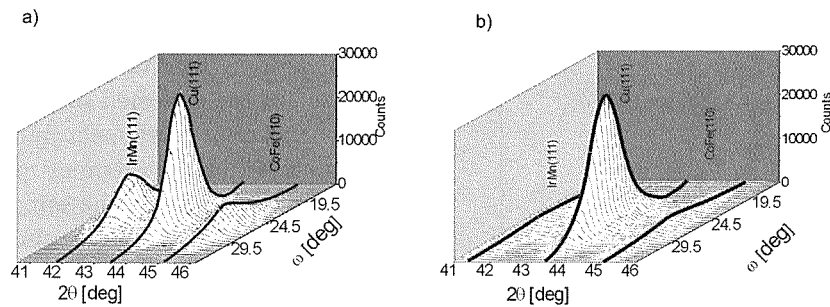 a)
30000
20000
10000
0
Counts
Cu(111)
IrMn(111)
CoFe(110)
19.5
24.5
29.5
ω [deg]
41 42 43 44 45 46
2θ [deg]
b)
30000
20000
10000
0
Counts
Cu(111)
IrMn(111)
CoFe(110)
19.5
24.5
29.5
ω [deg]
41 42 43 44 45 46
2θ [deg]